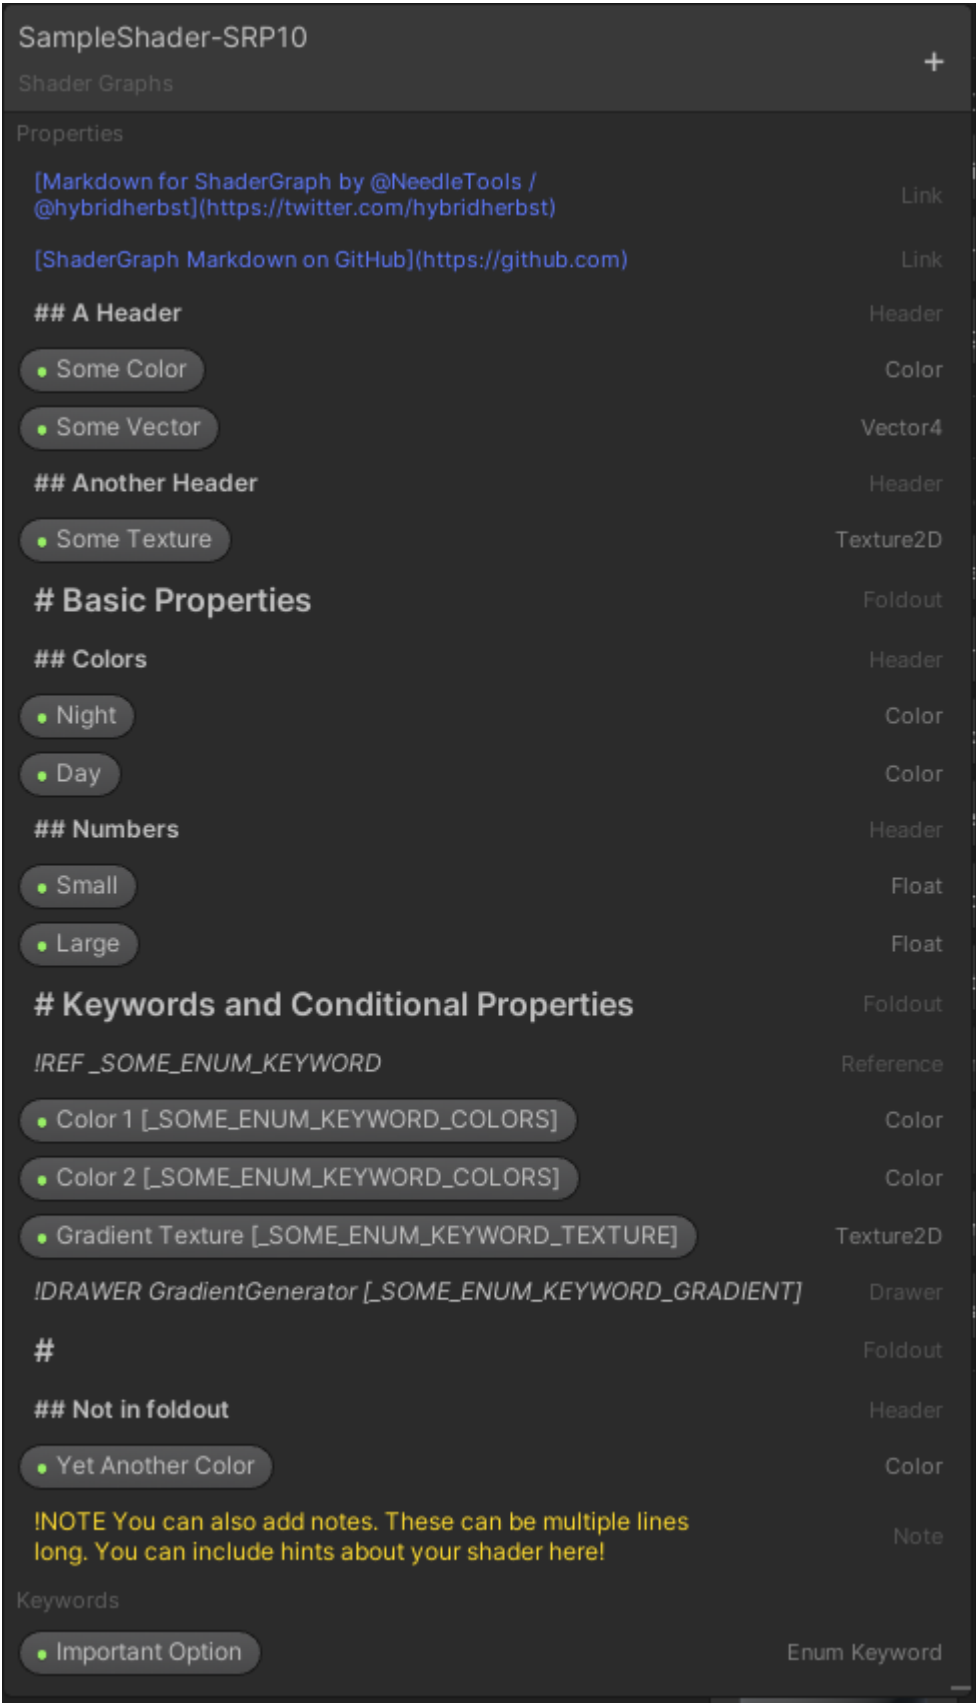 SampleShader-SRP10
+
Shader Graphs
Properties
[Markdown for ShaderGraph by @NeedleTools /
@hybridherbst](https://twitter.com/hybridherbst) Link
[ShaderGraph Markdown on GitHub](https://github.com) Link
## A Header Header
Some Color Color
Some Vector Vector4
## Another Header Header
Some Texture Texture2D
# Basic Properties Foldout
## Colors Header
Night Color
Day Color
## Numbers Header
Small Float
Large Float
# Keywords and Conditional Properties Foldout
!REF _SOME_ENUM_KEYWORD Reference
Color 1 [_SOME_ENUM_KEYWORD_COLORS] Color
Color 2 [_SOME_ENUM_KEYWORD_COLORS] Color
Gradient Texture [_SOME_ENUM_KEYWORD_TEXTURE] Texture2D
!DRAWER GradientGenerator [_SOME_ENUM_KEYWORD_GRADIENT] Drawer
# Foldout
## Not in foldout Header
Yet Another Color Color
!NOTE You can also add notes. These can be multiple lines
long. You can include hints about your shader here! Note
Keywords
Important Option Enum Keyword